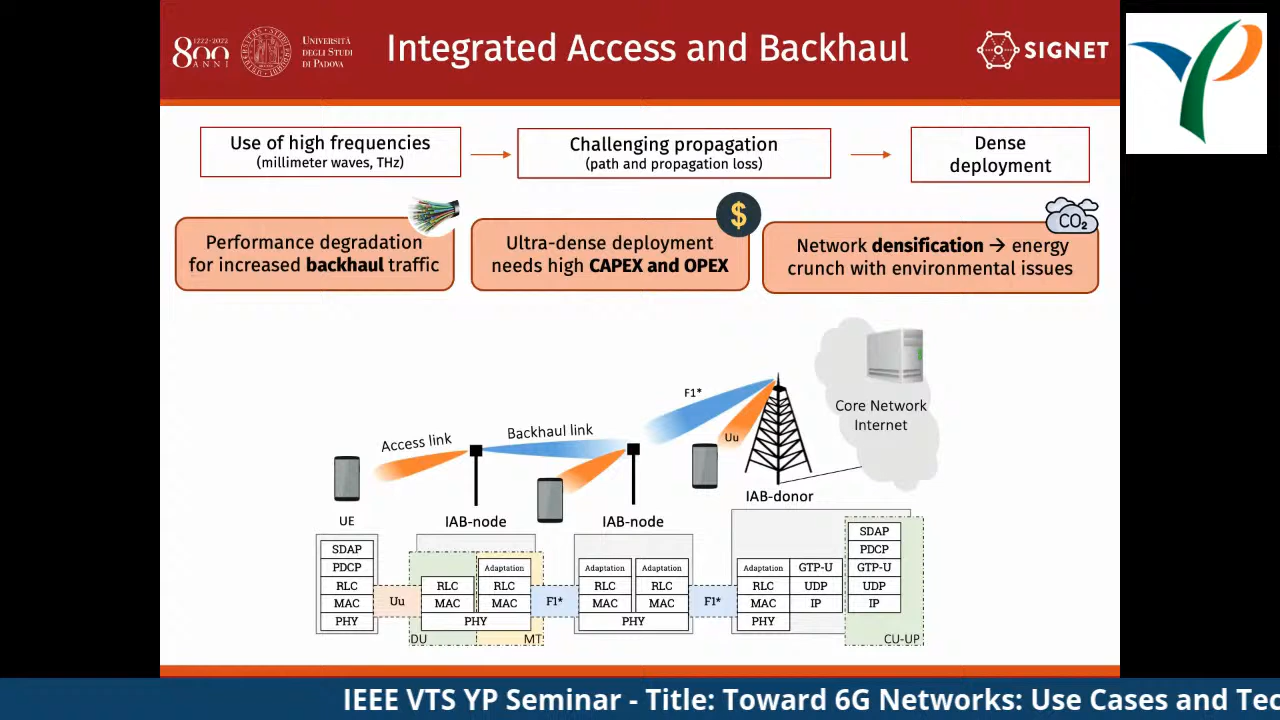 1222-2022
800
ANNI
UNIVERSITÀ
DEGLI STUDI
DI PADOVA
Integrated Access and Backhaul
SIGNET
Use of high frequencies
(millimeter waves, THz)
Challenging propagation
(path and propagation loss)
Dense
deployment
Performance degradation
for increased backhaul traffic
$
Ultra-dense deployment
needs high CAPEX and OPEX
CO2
Network densification → energy
crunch with environmental issues
Core Network
Internet
F1*
Uu
Access link
Backhaul link
UE
IAB-node
IAB-node
IAB-donor
SDAP
PDCP
RLC
MAC
PHY
Uu
RLC
MAC
Adaptation
RLC
MAC
PHY
DU
MT
F1*
Adaptation
RLC
MAC
Adaptation
RLC
MAC
PHY
F1*
Adaptation
RLC
MAC
PHY
GTP-U
UDP
IP
SDAP
PDCP
GTP-U
UDP
IP
CU-UP
IEEE VTS YP Seminar - Title: Toward 6G Networks: Use Cases and Tec